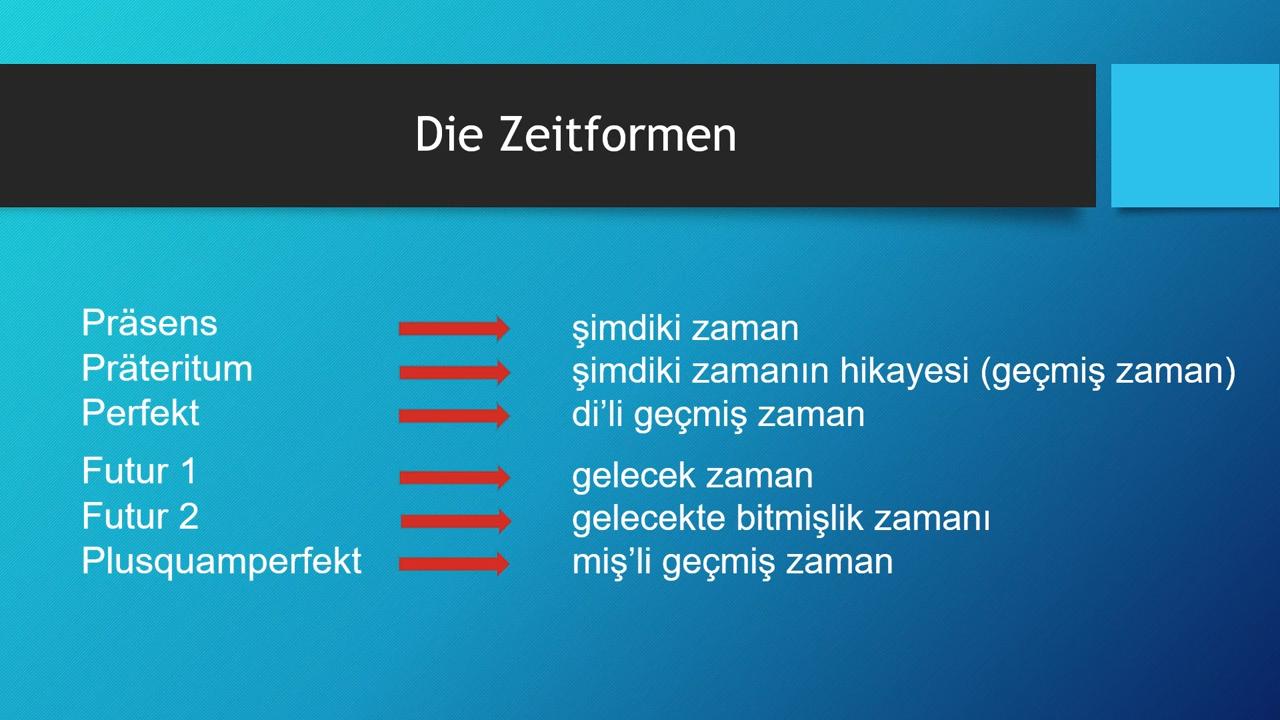 Die Zeitformen
Präsens şimdiki zaman
Präteritum şimdiki zamanın hikayesi (geçmiş zaman)
Perfekt di’li geçmiş zaman
Futur 1 gelecek zaman
Futur 2 gelecekte bitmişlik zamanı
Plusquamperfekt miş’li geçmiş zaman